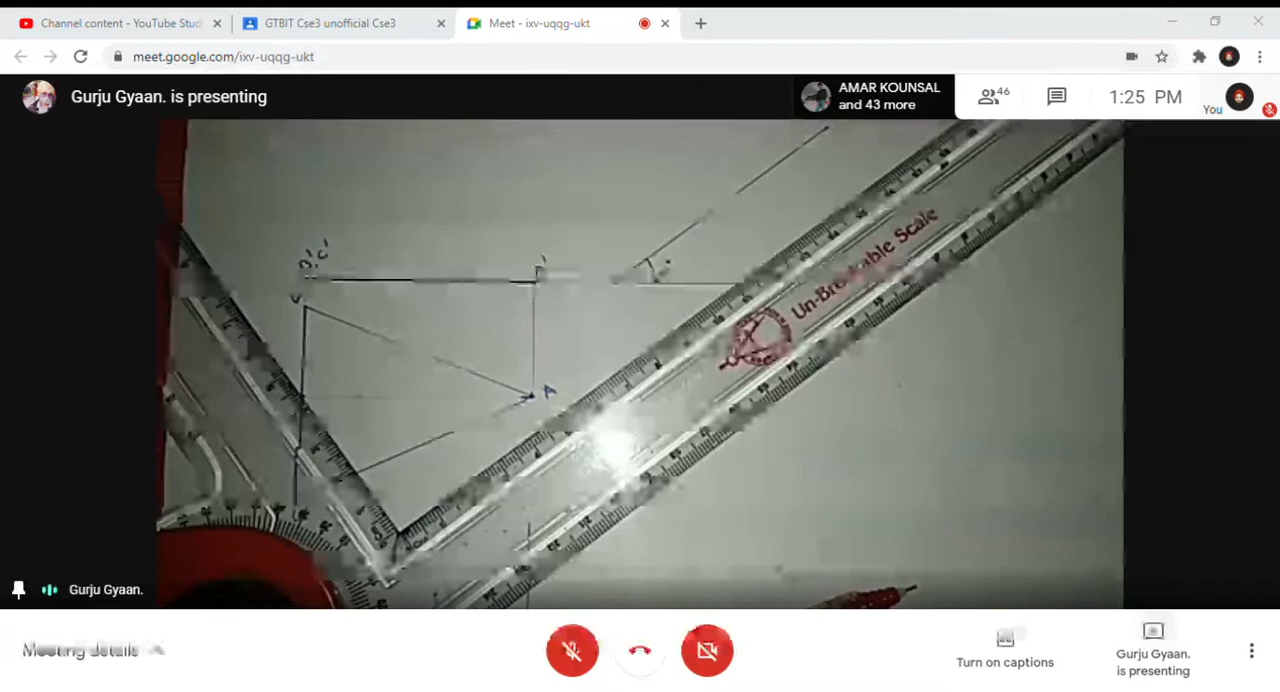 Channel content - YouTube Stud
GTBIT Cse3 unofficial Cse3
Meet - ixv-uqqg-ukt
meet.google.com/ixv-uqqg-ukt
Gurju Gyaan. is presenting
AMAR KOUNSAL
and 43 more
46
1:25 PM
You
Un-Breakable Scale
A
Gurju Gyaan.
Meeting details
Turn on captions
Gurju Gyaan.
is presenting